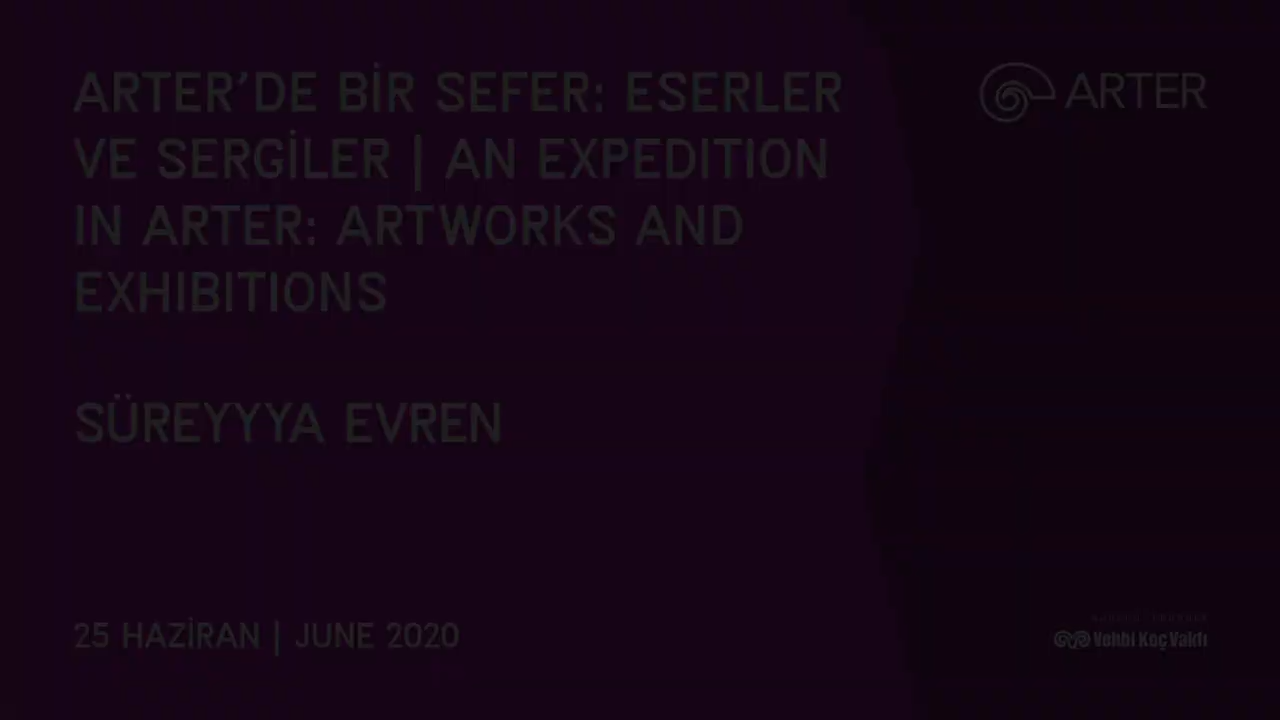 ARTER'DE BİR SEFER: ESERLER
VE SERGİLER | AN EXPEDITION
IN ARTER: ARTWORKS AND
EXHIBITIONS
SÜREYYYA EVREN
25 HAZİRAN | JUNE 2020
ARTER
Vehbi Koç Vakfı